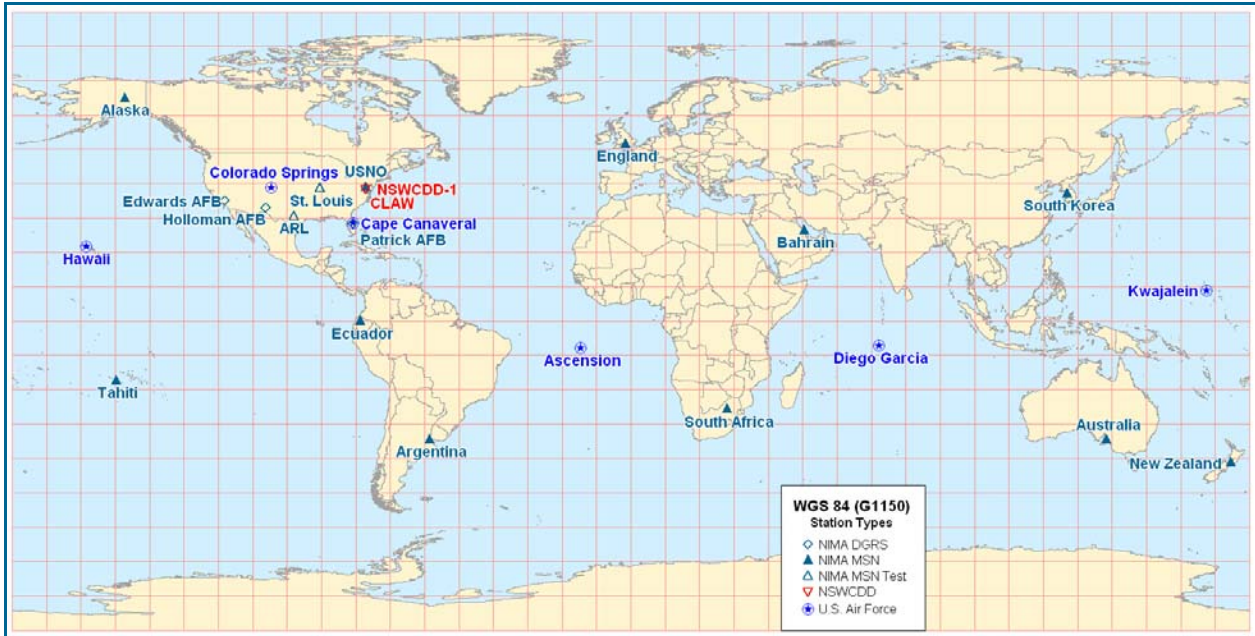 Alaska
England
Colorado Springs
USNO
NSWCDD-1
CLAW
Edwards AFB
St. Louis
Holloman AFB
ARL
Cape Canaveral
Patrick AFB
South Korea
Bahrain
Hawaii
Kwajalein
Ecuador
Ascension
Diego Garcia
Tahiti
South Africa
Argentina
Australia
New Zealand
WGS 84 (G1150)
Station Types
NIMA DGRS
NIMA MSN
NIMA MSN Test
NSWCDD
U.S. Air Force